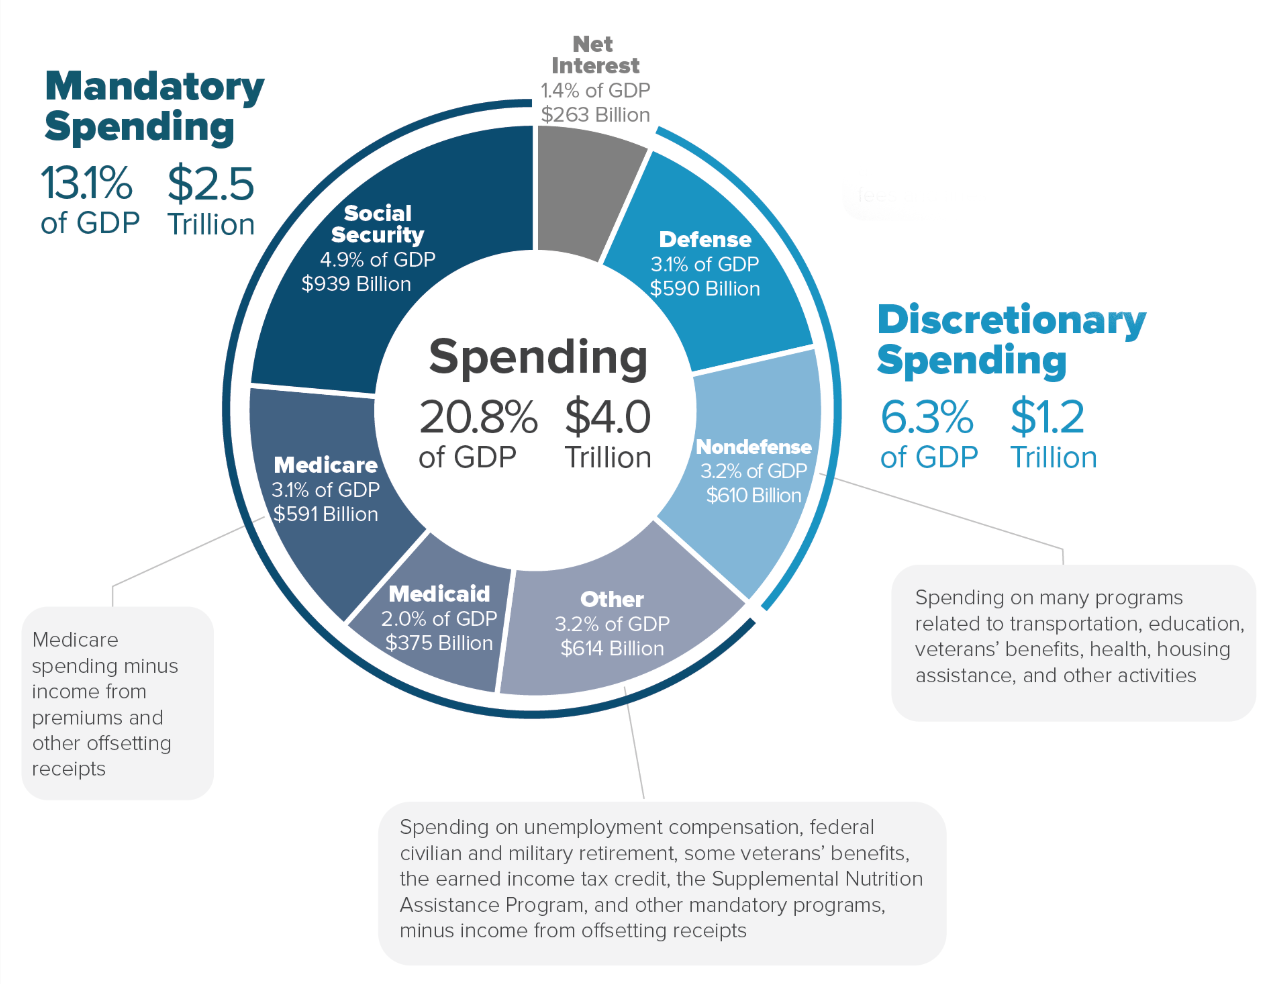 Net
Interest
1.4% of GDP
$263 Billion
Mandatory
Spending
13.1%
of GDP
$2.5
Trillion
Social
Security
4.9% of GDP
$939 Billion
Defense
3.1% of GDP
$590 Billion
Discretionary
Spending
6.3%
of GDP
$1.2
Trillion
Spending
20.8%
of GDP
$4.0
Trillion
Nondefense
3.2% of GDP
$610 Billion
Medicare
3.1% of GDP
$591 Billion
Medicaid
2.0% of GDP
$375 Billion
Other
3.2% of GDP
$614 Billion
Spending on many programs
related to transportation, education,
veterans’ benefits, health, housing
assistance, and other activities
Medicare
spending minus
income from
premiums and
other offsetting
receipts
Spending on unemployment compensation, federal
civilian and military retirement, some veterans’ benefits,
the earned income tax credit, the Supplemental Nutrition
Assistance Program, and other mandatory programs,
minus income from offsetting receipts